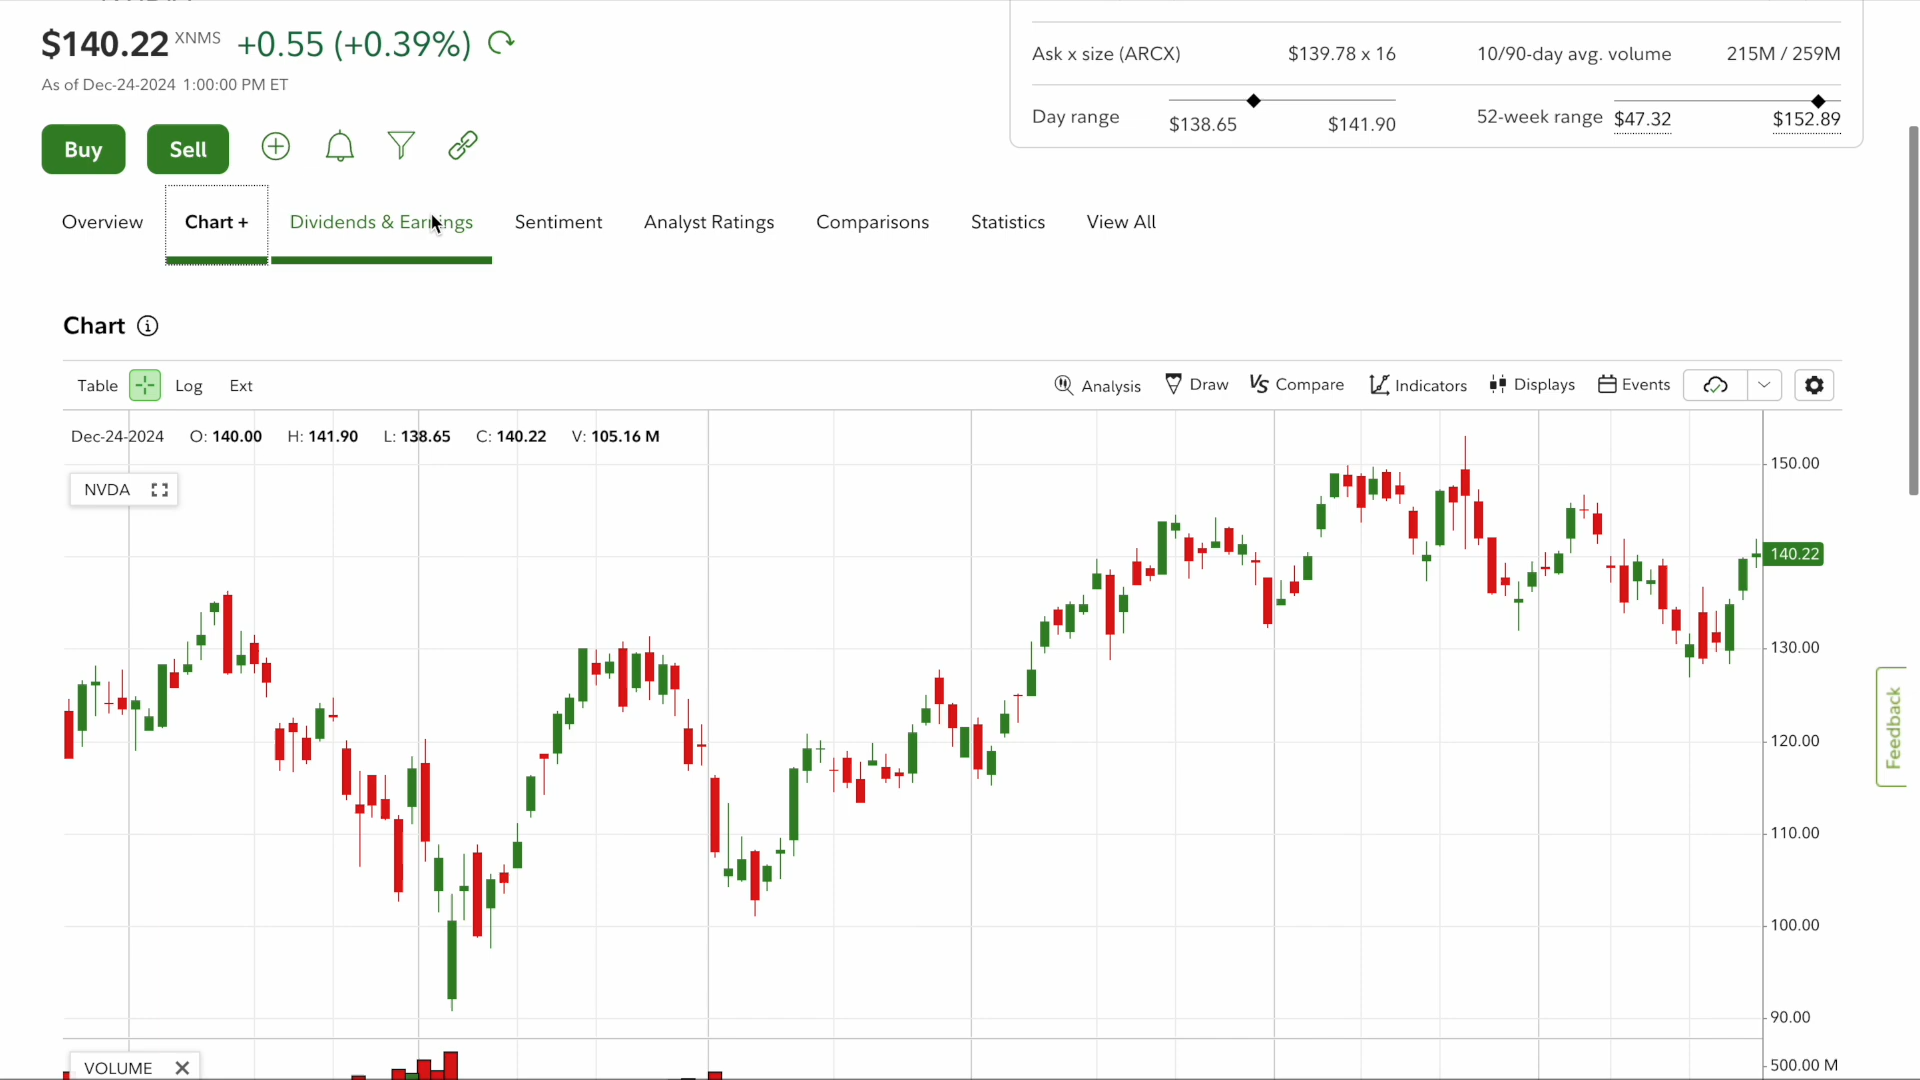 $140.22 XNMS +0.55 (+0.39%)
As of Dec-24-2024 1:00:00 PM ET
Ask x size (ARCX) $139.78 x 16 10/90-day avg. volume 215M / 259M
Day range $138.65 $141.90 52-week range $47.32 $152.89
Buy Sell
Overview Chart + Dividends & Earnings Sentiment Analyst Ratings Comparisons Statistics View All
Chart
Table Log Ext Analysis Draw VS Compare Indicators Displays Events
Dec-24-2024 O: 140.00 H: 141.90 L: 138.65 C: 140.22 V: 105.16 M
150.00
NVDA
140.22
130.00
Feedback
120.00
110.00
100.00
90.00
VOLUME 500.00 M